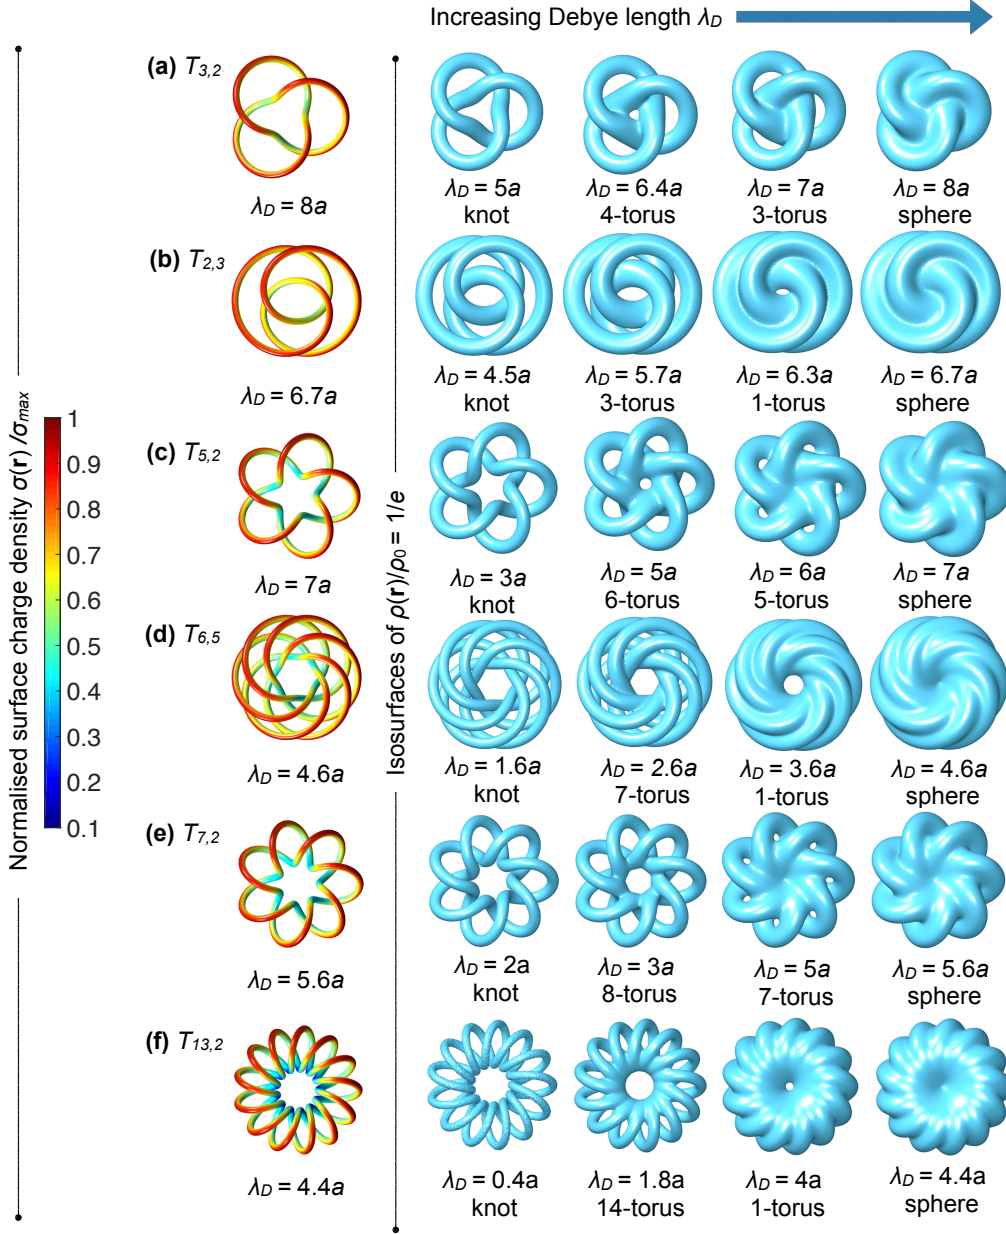 Increasing Debye length λD
Normalised surface charge density σ(r)/σmax
1
0.9
0.8
0.7
0.6
0.5
0.4
0.3
0.2
0.1
Isosurfaces of ρ(r)/ρ0 = 1/e
(a) T3,2
λD = 8a
λD = 5a
knot
λD = 6.4a
4-torus
λD = 7a
3-torus
λD = 8a
sphere
(b) T2,3
λD = 6.7a
λD = 4.5a
knot
λD = 5.7a
3-torus
λD = 6.3a
1-torus
λD = 6.7a
sphere
(c) T5,2
λD = 7a
λD = 3a
knot
λD = 5a
6-torus
λD = 6a
5-torus
λD = 7a
sphere
(d) T6,5
λD = 4.6a
λD = 1.6a
knot
λD = 2.6a
7-torus
λD = 3.6a
1-torus
λD = 4.6a
sphere
(e) T7,2
λD = 5.6a
λD = 2a
knot
λD = 3a
8-torus
λD = 5a
7-torus
λD = 5.6a
sphere
(f) T13,2
λD = 4.4a
λD = 0.4a
knot
λD = 1.8a
14-torus
λD = 4a
1-torus
λD = 4.4a
sphere